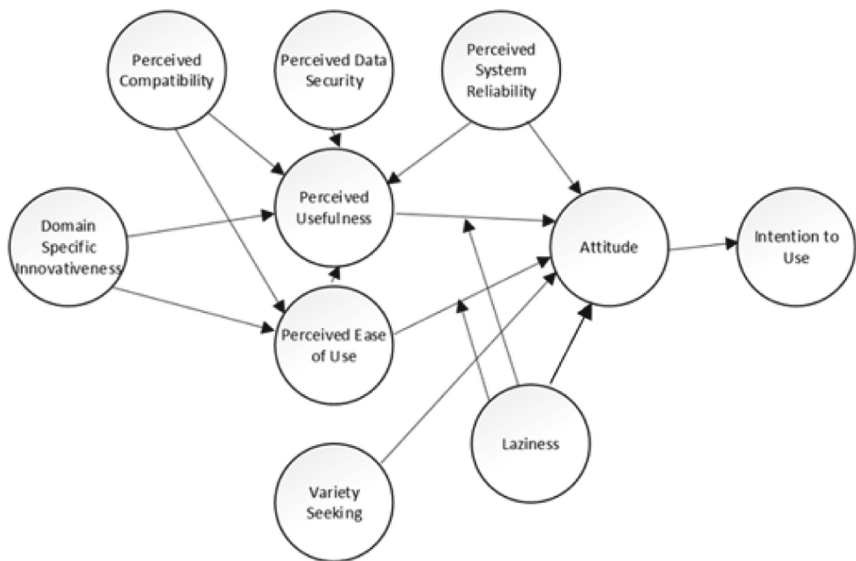 Perceived
Compatibility
Perceived Data
Security
Perceived
System
Reliability
Domain
Specific
Innovativeness
Perceived
Usefulness
Attitude
Intention to
Use
Perceived Ease
of Use
Laziness
Variety
Seeking